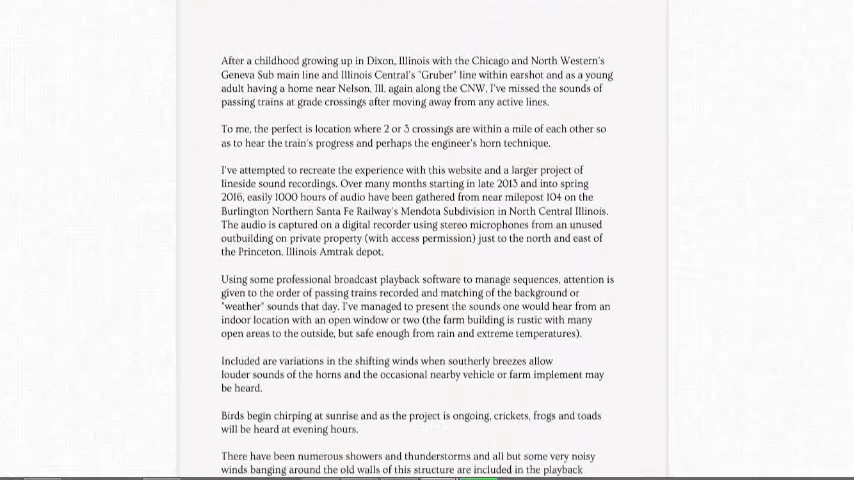 After a childhood growing up in Dixon, Illinois with the Chicago and North Western's
Geneva Sub main line and Illinois Central's "Gruber" line within earshot and as a young
adult having a home near Nelson, Ill. again along the CNW, I've missed the sounds of
passing trains at grade crossings after moving away from any active lines.
To me, the perfect is location where 2 or 3 crossings are within a mile of each other so
as to hear the train's progress and perhaps the engineer's horn technique.
I've attempted to recreate the experience with this website and a larger project of
lineside sound recordings. Over many months starting in late 2015 and into spring
2016, easily 1000 hours of audio have been gathered from near milepost 104 on the
Burlington Northern Santa Fe Railway's Mendota Subdivision in North Central Illinois.
The audio is captured on a digital recorder using stereo microphones from an unused
outbuilding on private property (with access permission) just to the north and east of
the Princeton, Illinois Amtrak depot.
Using some professional broadcast playback software to manage sequences, attention is
given to the order of passing trains recorded and matching of the background or
"weather" sounds that day. I've managed to present the sounds one would hear from an
indoor location with an open window or two (the farm building is rustic with many
open areas to the outside, but safe enough from rain and extreme temperatures).
Included are variations in the shifting winds when southerly breezes allow
louder sounds of the horns and the occasional nearby vehicle or farm implement may
be heard.
Birds begin chirping at sunrise and as the project is ongoing, crickets, frogs and toads
will be heard at evening hours.
There have been numerous showers and thunderstorms and all but some very noisy
winds banging around the old walls of this structure are included in the playback